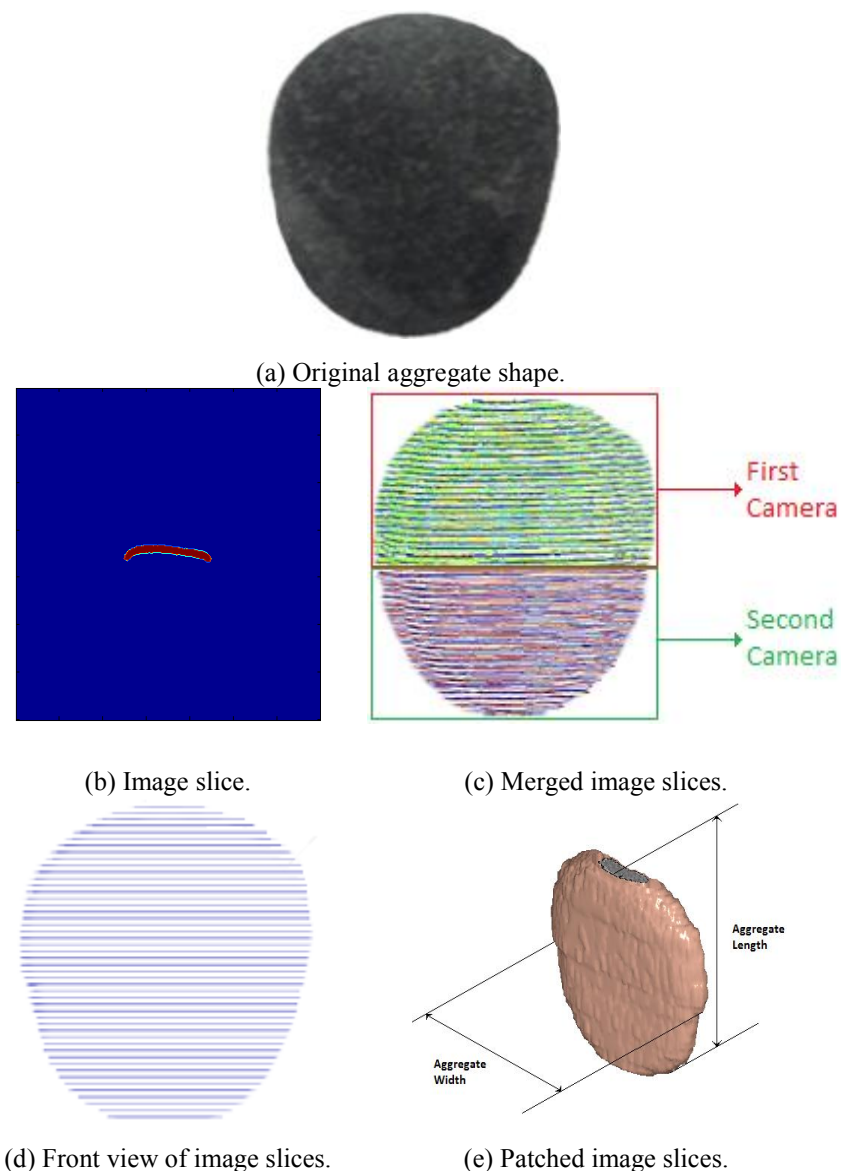 (a) Original aggregate shape.
First
Camera
Second
Camera
(b) Image slice.
(c) Merged image slices.
Aggregate
Length
Aggregate
Width
(d) Front view of image slices.
(e) Patched image slices.